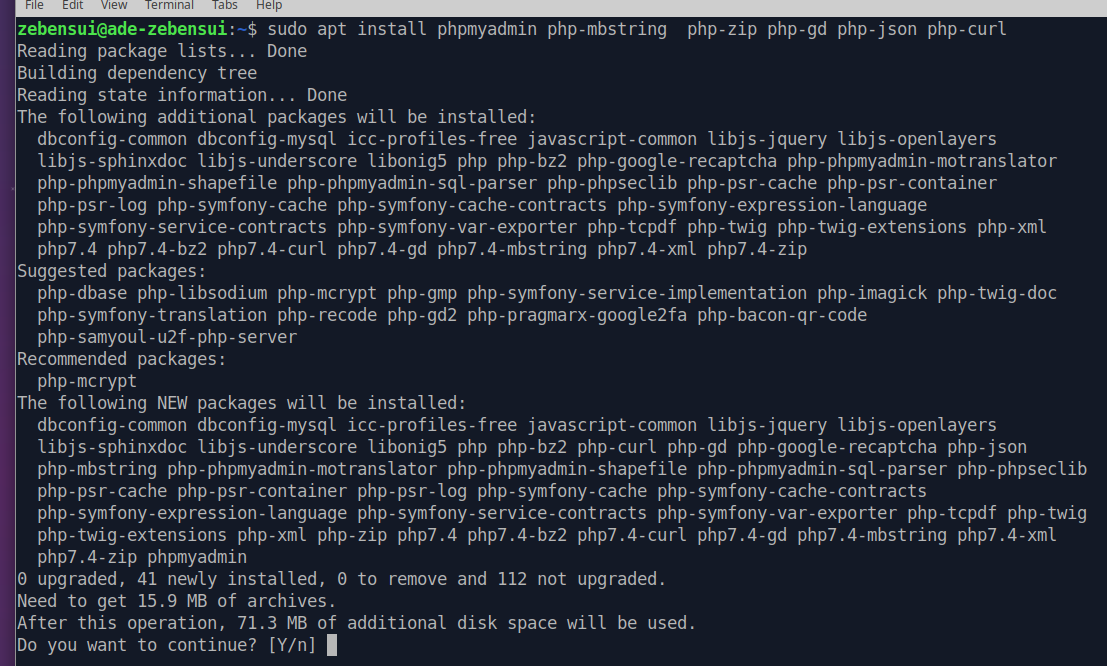 File Edit View Terminal Tabs Help
zebensui@ade-zebensui:~$ sudo apt install phpmyadmin php-mbstring  php-zip php-gd php-json php-curl
Reading package lists... Done
Building dependency tree
Reading state information... Done
The following additional packages will be installed:
  dbconfig-common dbconfig-mysql icc-profiles-free javascript-common libjs-jquery libjs-openlayers
  libjs-sphinxdoc libjs-underscore libonig5 php php-bz2 php-google-recaptcha php-phpmyadmin-motranslator
  php-phpmyadmin-shapefile php-phpmyadmin-sql-parser php-phpseclib php-psr-cache php-psr-container
  php-psr-log php-symfony-cache php-symfony-cache-contracts php-symfony-expression-language
  php-symfony-service-contracts php-symfony-var-exporter php-tcpdf php-twig php-twig-extensions php-xml
  php7.4 php7.4-bz2 php7.4-curl php7.4-gd php7.4-mbstring php7.4-xml php7.4-zip
Suggested packages:
  php-dbase php-libsodium php-mcrypt php-gmp php-symfony-service-implementation php-imagick php-twig-doc
  php-symfony-translation php-recode php-gd2 php-pragmarx-google2fa php-bacon-qr-code
  php-samyoul-u2f-php-server
Recommended packages:
  php-mcrypt
The following NEW packages will be installed:
  dbconfig-common dbconfig-mysql icc-profiles-free javascript-common libjs-jquery libjs-openlayers
  libjs-sphinxdoc libjs-underscore libonig5 php php-bz2 php-curl php-gd php-google-recaptcha php-json
  php-mbstring php-phpmyadmin-motranslator php-phpmyadmin-shapefile php-phpmyadmin-sql-parser php-phpseclib
  php-psr-cache php-psr-container php-psr-log php-symfony-cache php-symfony-cache-contracts
  php-symfony-expression-language php-symfony-service-contracts php-symfony-var-exporter php-tcpdf php-twig
  php-twig-extensions php-xml php-zip php7.4 php7.4-bz2 php7.4-curl php7.4-gd php7.4-mbstring php7.4-xml
  php7.4-zip phpmyadmin
0 upgraded, 41 newly installed, 0 to remove and 112 not upgraded.
Need to get 15.9 MB of archives.
After this operation, 71.3 MB of additional disk space will be used.
Do you want to continue? [Y/n]